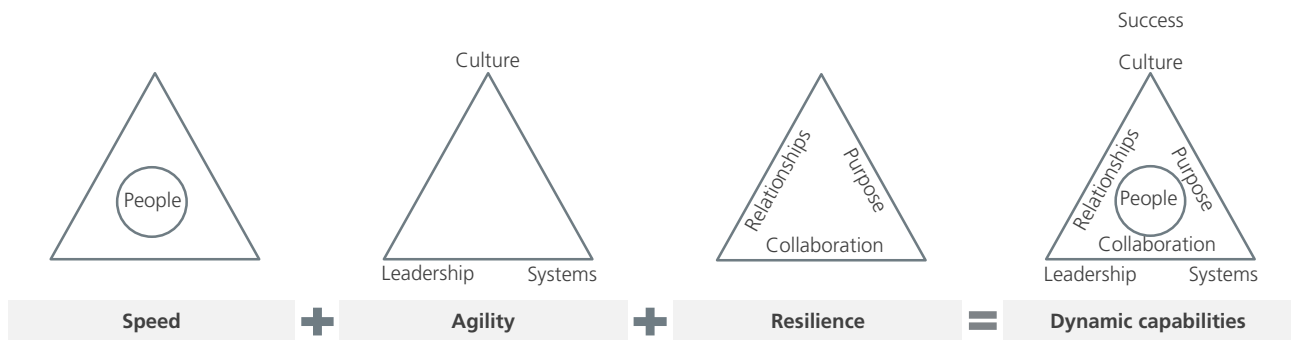 People
Speed
+
Culture
Leadership
Systems
Agility
+
Relationships
Purpose
Collaboration
Resilience
=
Success
Culture
Relationships
Purpose
People
Collaboration
Leadership
Systems
Dynamic capabilities